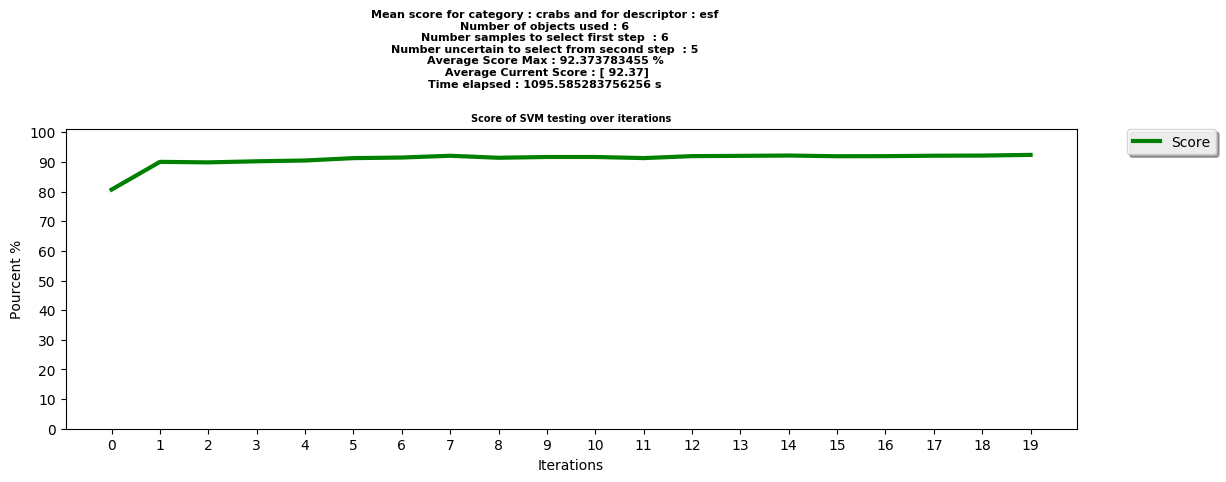 Mean score for category : crabs and for descriptor : esf
Number of objects used : 6
Number samples to select first step  : 6
Number uncertain to select from second step  : 5
Average Score Max : 92.373783455 %
Average Current Score : [ 92.37]
Time elapsed : 1095.585283756256 s
Score of SVM testing over iterations
Score
Pourcent %
100
90
80
70
60
50
40
30
20
10
0
0 1 2 3 4 5 6 7 8 9 10 11 12 13 14 15 16 17 18 19
Iterations